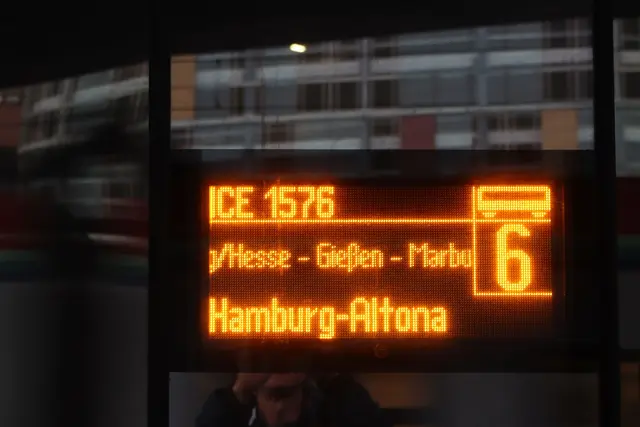 ICE 1576
g/Hesse - Gießen - Marbu
6
Hamburg-Altona